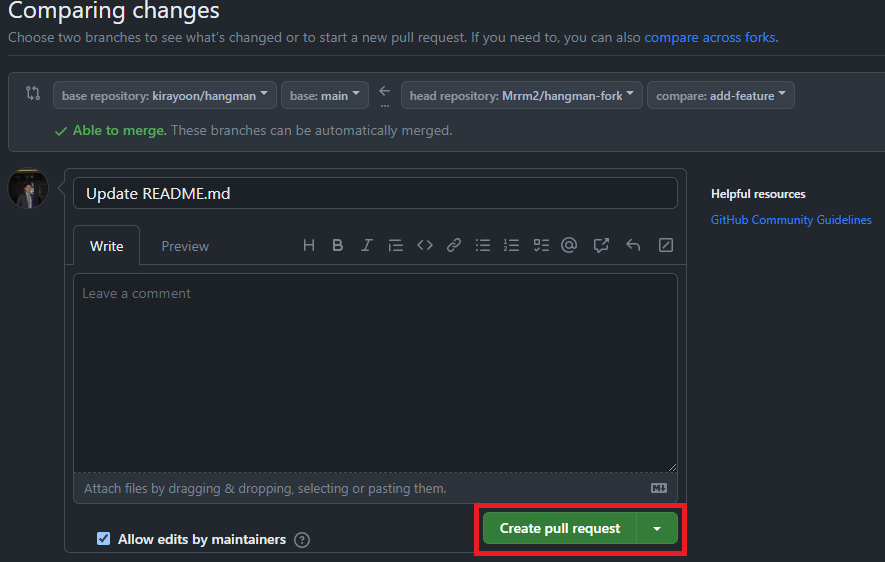 Comparing changes
Choose two branches to see what's changed or to start a new pull request. If you need to, you can also compare across forks.
base repository: kirayoon/hangman base: main ← ... head repository: Mrrm2/hangman-fork compare: add-feature
Able to merge. These branches can be automatically merged.
Update README.md
Helpful resources
GitHub Community Guidelines
Write Preview H B I
Leave a comment
Attach files by dragging & dropping, selecting or pasting them.
Create pull request
Allow edits by maintainers ?